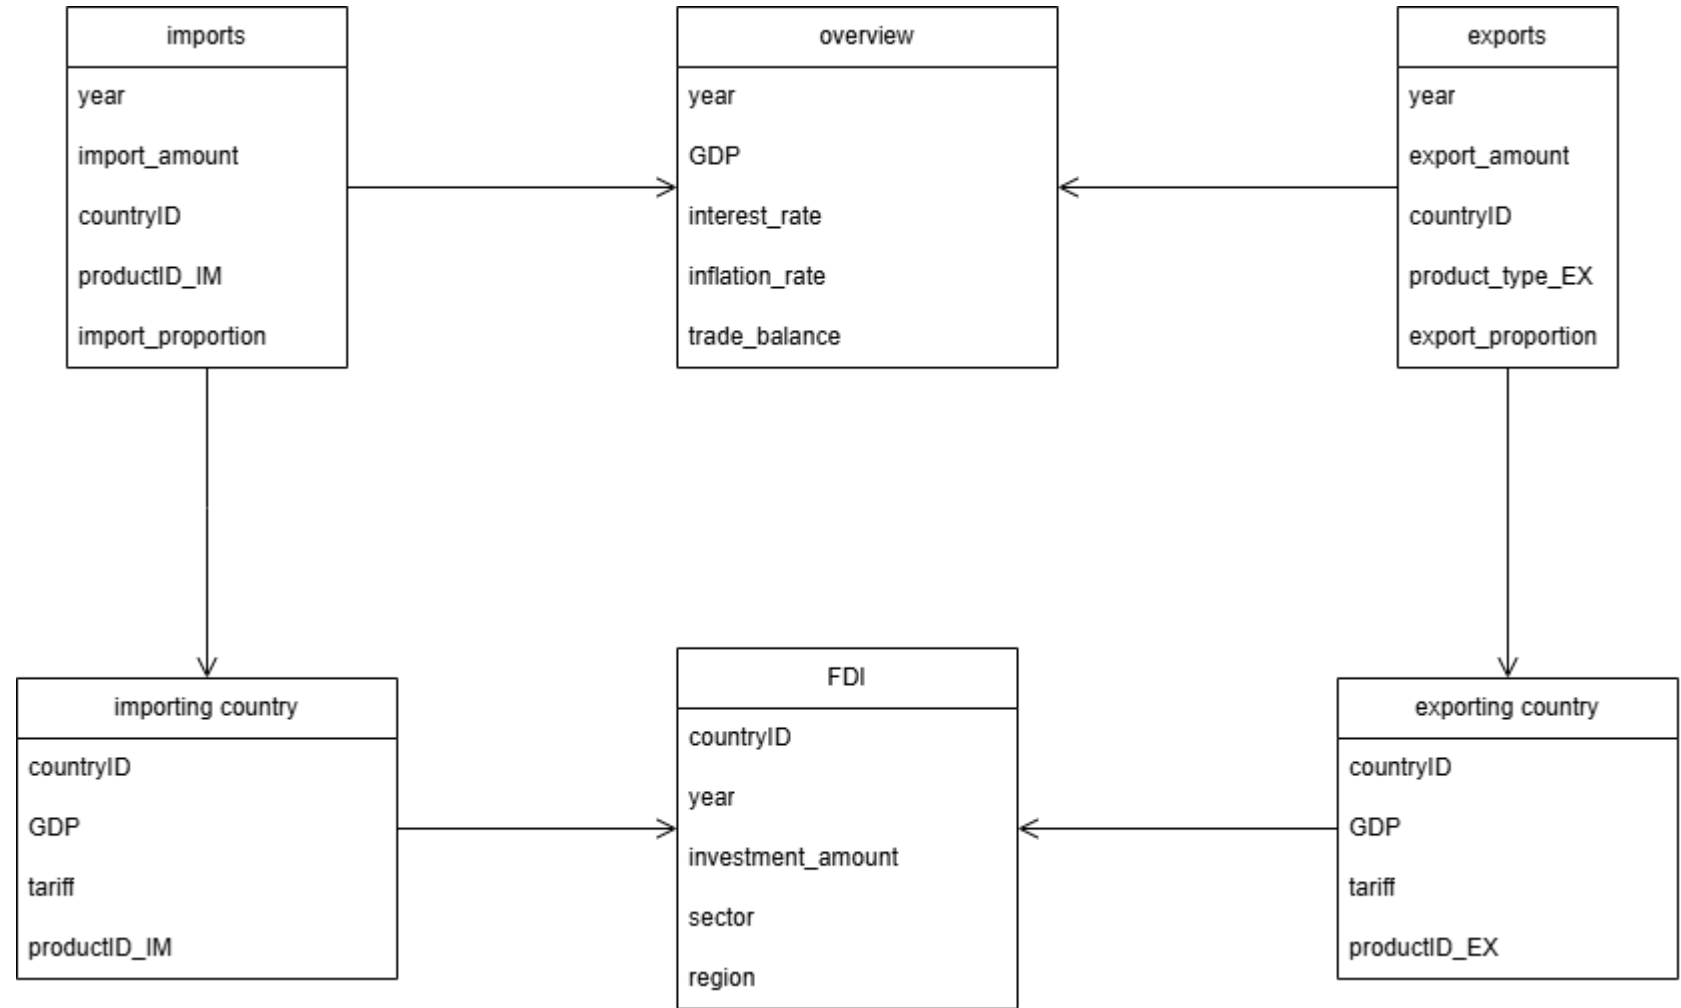 imports
year
import_amount
countryID
productID_IM
import_proportion
overview
year
GDP
interest_rate
inflation_rate
trade_balance
exports
year
export_amount
countryID
product_type_EX
export_proportion
importing country
countryID
GDP
tariff
productID_IM
FDI
countryID
year
investment_amount
sector
region
exporting country
countryID
GDP
tariff
productID_EX